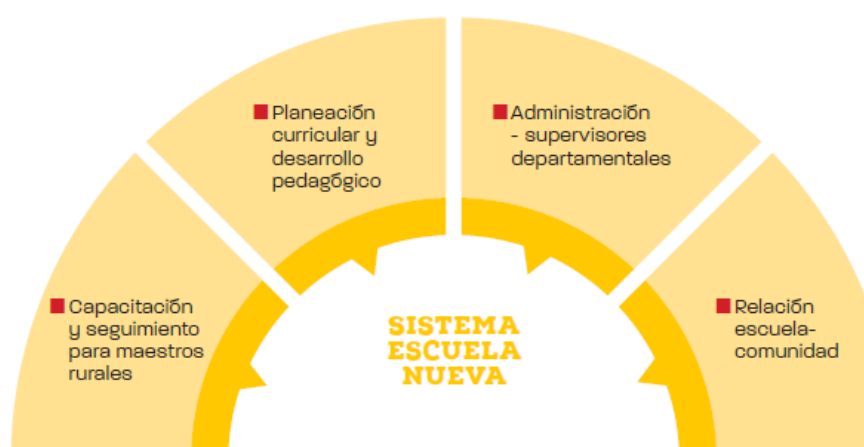 Capacitación
y seguimiento
para maestros
rurales
Planeación
curricular y
desarrollo
pedagógico
Administración
- supervisores
departamentales
Relación
escuela-
comunidad
SISTEMA
ESCUELA
NUEVA